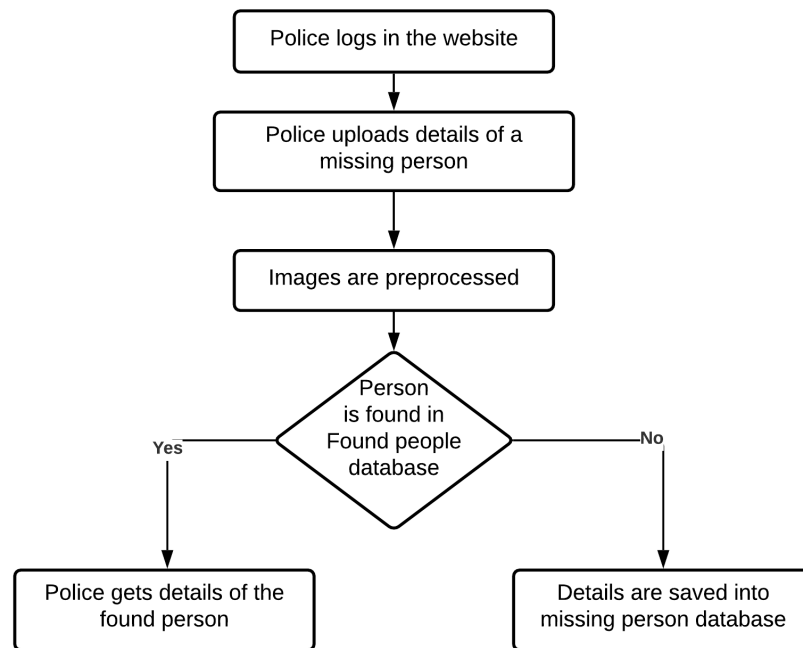 Police logs in the website
Police uploads details of a
missing person
Images are preprocessed
Person
is found in
Found people
database
Yes
No
Police gets details of the
found person
Details are saved into
missing person database